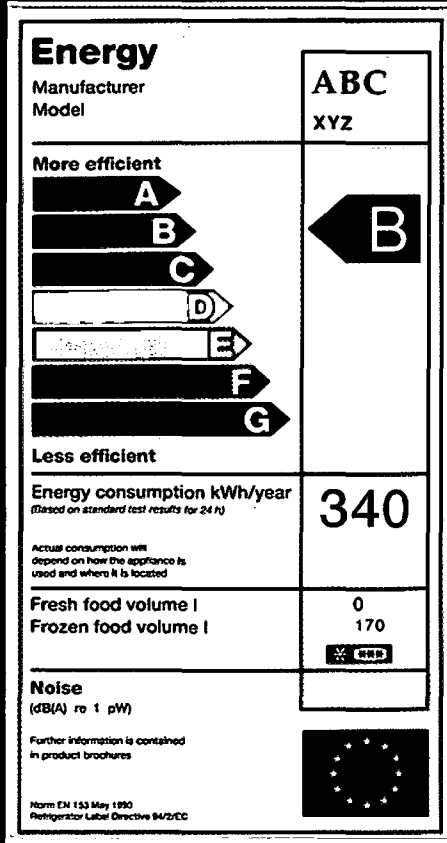 Energy
Manufacturer
Model
ABC
XYZ
More efficient
A
B
B
C
D
E
F
G
Less efficient
Energy consumption kWh/year
(Based on standard test results for 24 h)
340
Actual consumption will
depend on how the appliance is
used and where it is located
Fresh food volume l
0
Frozen food volume l
170
Noise
(dB(A) re 1 pW)
Further information is contained
in product brochures
Norm EN 153 May 1990
Refrigerator Label Directive 94/2/EC